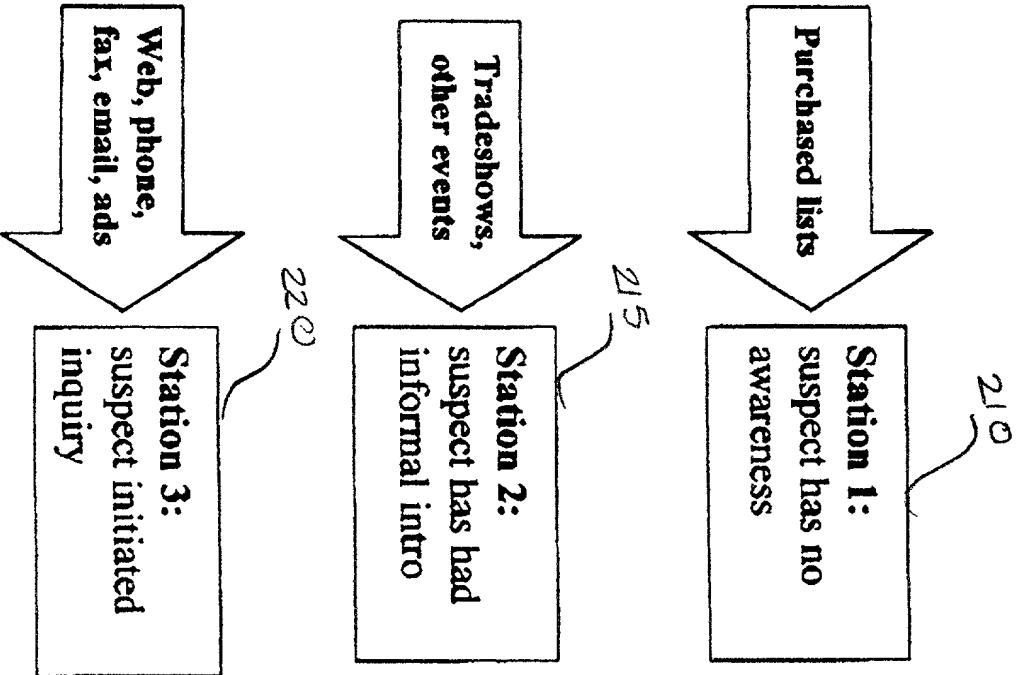 Purchased lists
210
Station 1:
suspect has no
awareness
Tradeshows,
other events
215
Station 2:
suspect has had
informal intro
Web, phone,
fax, email, ads
220
Station 3:
suspect initiated
inquiry